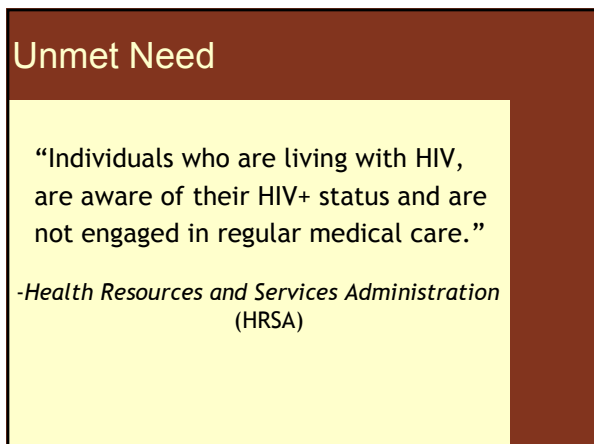 Unmet Need
“Individuals who are living with HIV,
are aware of their HIV+ status and are
not engaged in regular medical care.”
-Health Resources and Services Administration
(HRSA)